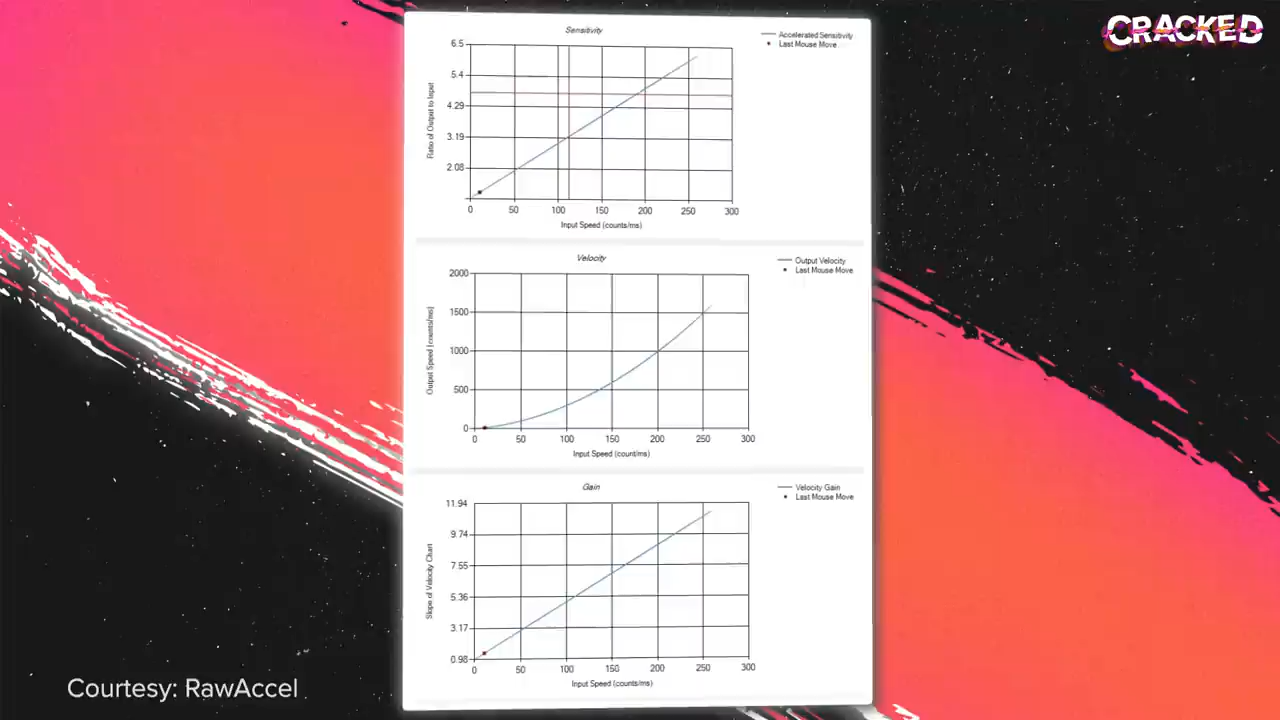 CRACKED
Sensitivity
Accelerated Sensitivity
Last Mouse Move
Ratio of Output to Input
6.5
5.4
4.29
3.19
2.08
0 50 100 150 200 250 300
Input Speed (counts/ms)
Velocity
Output Velocity
Last Mouse Move
Output Speed (counts/ms)
2000
1500
1000
500
0
0 50 100 150 200 250 300
Input Speed (count/ms)
Gain
Velocity Gain
Last Mouse Move
Slope of Velocity Chart
11.94
9.74
7.55
5.36
3.17
0.98
0 50 100 150 200 250 300
Input Speed (counts/ms)
Courtesy: RawAccel